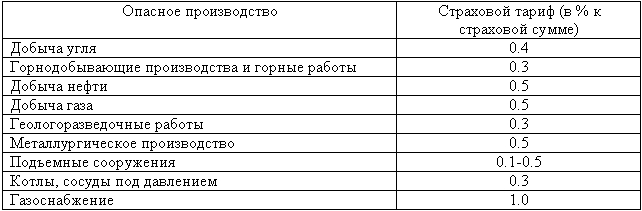 Опасное производство Страховой тариф (в % к
страховой сумме)
Добыча угля 0.4
Горнодобывающие производства и горные работы 0.3
Добыча нефти 0.5
Добыча газа 0.5
Геологоразведочные работы 0.3
Металлургическое производство 0.5
Подъемные сооружения 0.1-0.5
Котлы, сосуды под давлением 0.3
Газоснабжение 1.0